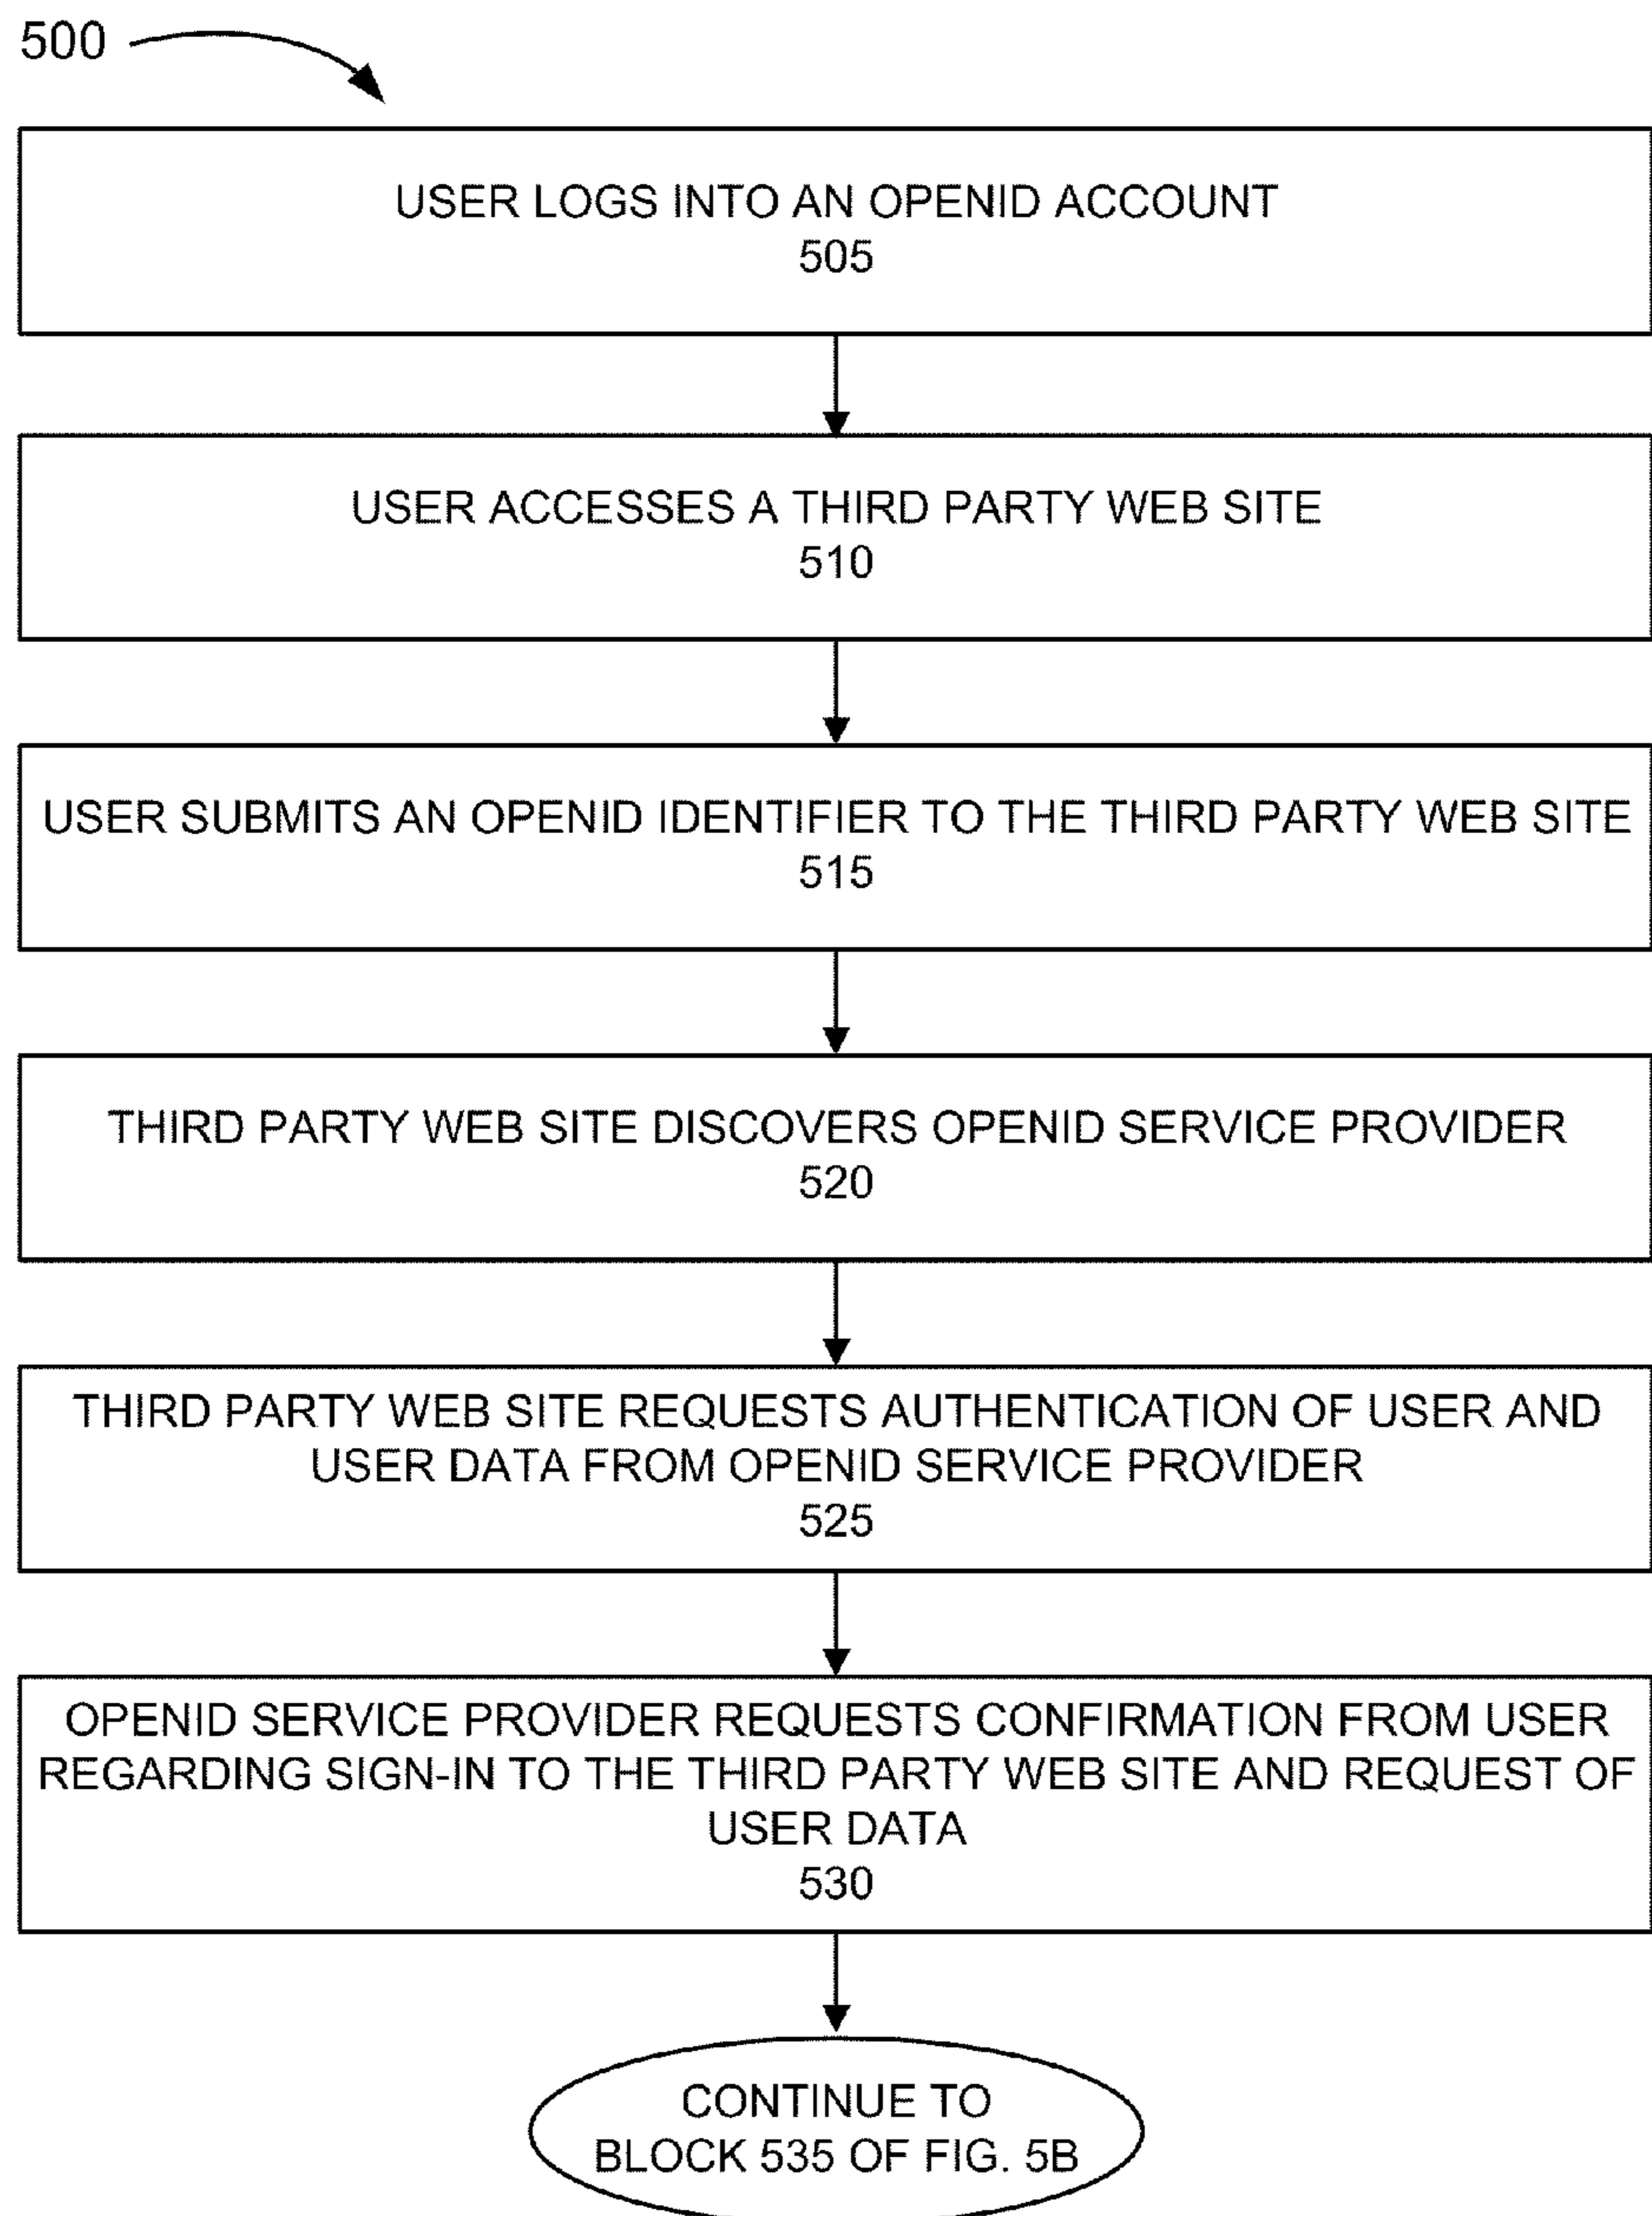 500
USER LOGS INTO AN OPENID ACCOUNT
505
USER ACCESSES A THIRD PARTY WEB SITE
510
USER SUBMITS AN OPENID IDENTIFIER TO THE THIRD PARTY WEB SITE
515
THIRD PARTY WEB SITE DISCOVERS OPENID SERVICE PROVIDER
520
THIRD PARTY WEB SITE REQUESTS AUTHENTICATION OF USER AND
USER DATA FROM OPENID SERVICE PROVIDER
525
OPENID SERVICE PROVIDER REQUESTS CONFIRMATION FROM USER
REGARDING SIGN-IN TO THE THIRD PARTY WEB SITE AND REQUEST OF
USER DATA
530
CONTINUE TO
BLOCK 535 OF FIG. 5B